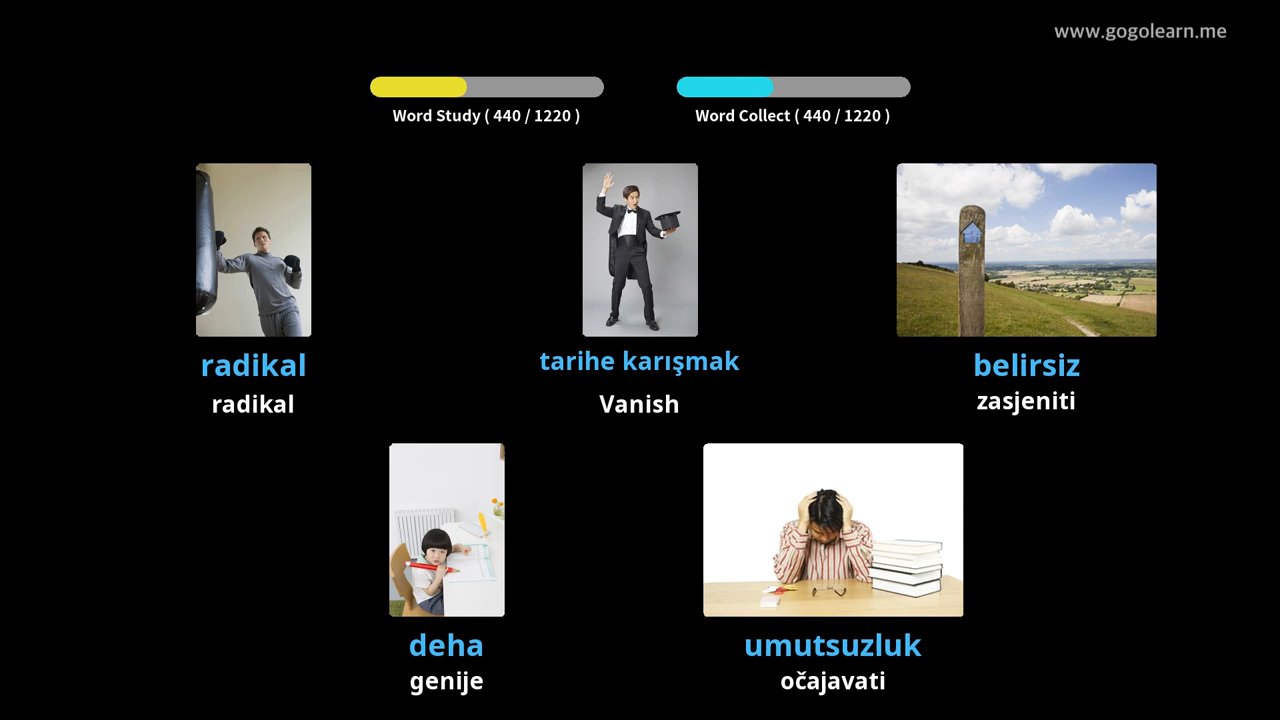 www.gogolearn.me
Word Study ( 440 / 1220 )
Word Collect ( 440 / 1220 )
radikal
radikal
tarihe karışmak
Vanish
belirsiz
zasjeniti
deha
genije
umutsuzluk
očajavati